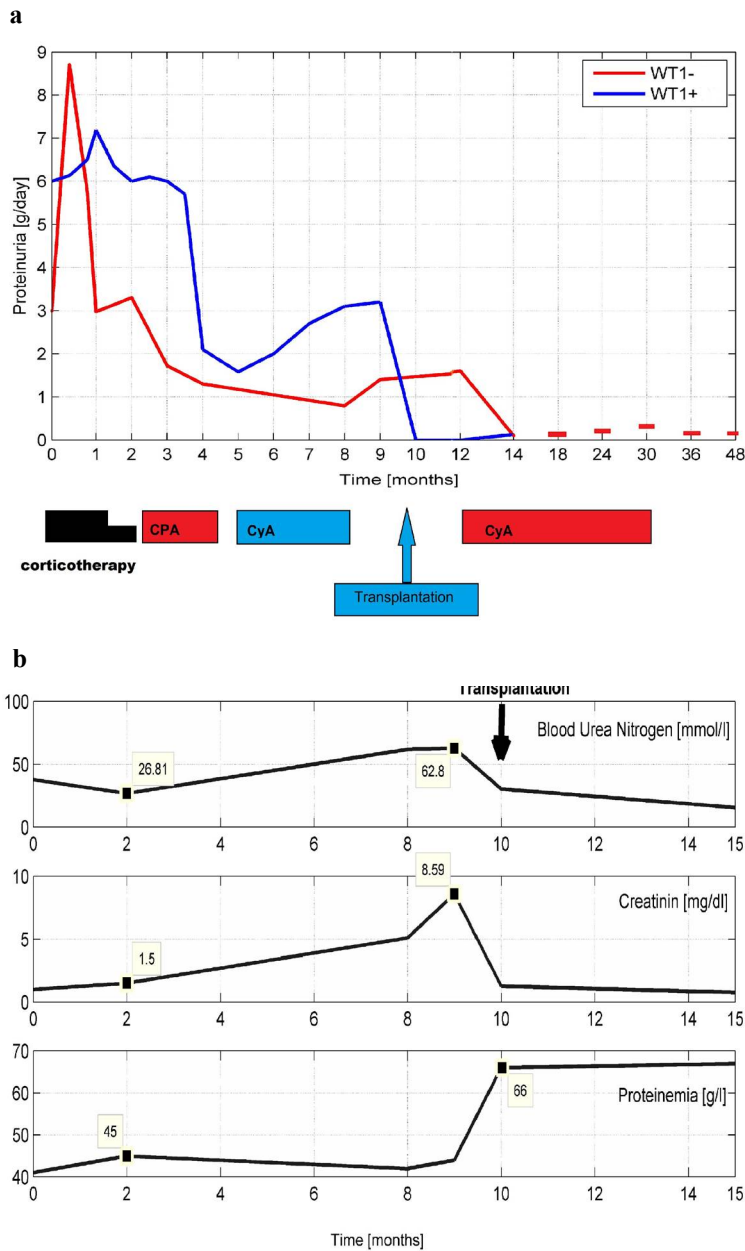 a
9
8
7
6
5
4
3
2
1
0
Proteinuria [g/day]
WT1-
WT1+
0 1 2 3 4 5 6 7 8 9 10 12 14 18 24 30 36 48
Time [months]
CPA
CyA
CyA
corticotherapy
Transplantation
b
Transplantation
100
50
0
Blood Urea Nitrogen [mmol/l]
26.81
62.8
0 2 4 6 8 10 12 14 15
8.59
10
5
0
Creatinin [mg/dl]
1.5
0 2 4 6 8 10 12 14 15
70
60
50
40
Proteinemia [g/l]
45
66
0 2 4 6 8 10 12 14 15
Time [months]